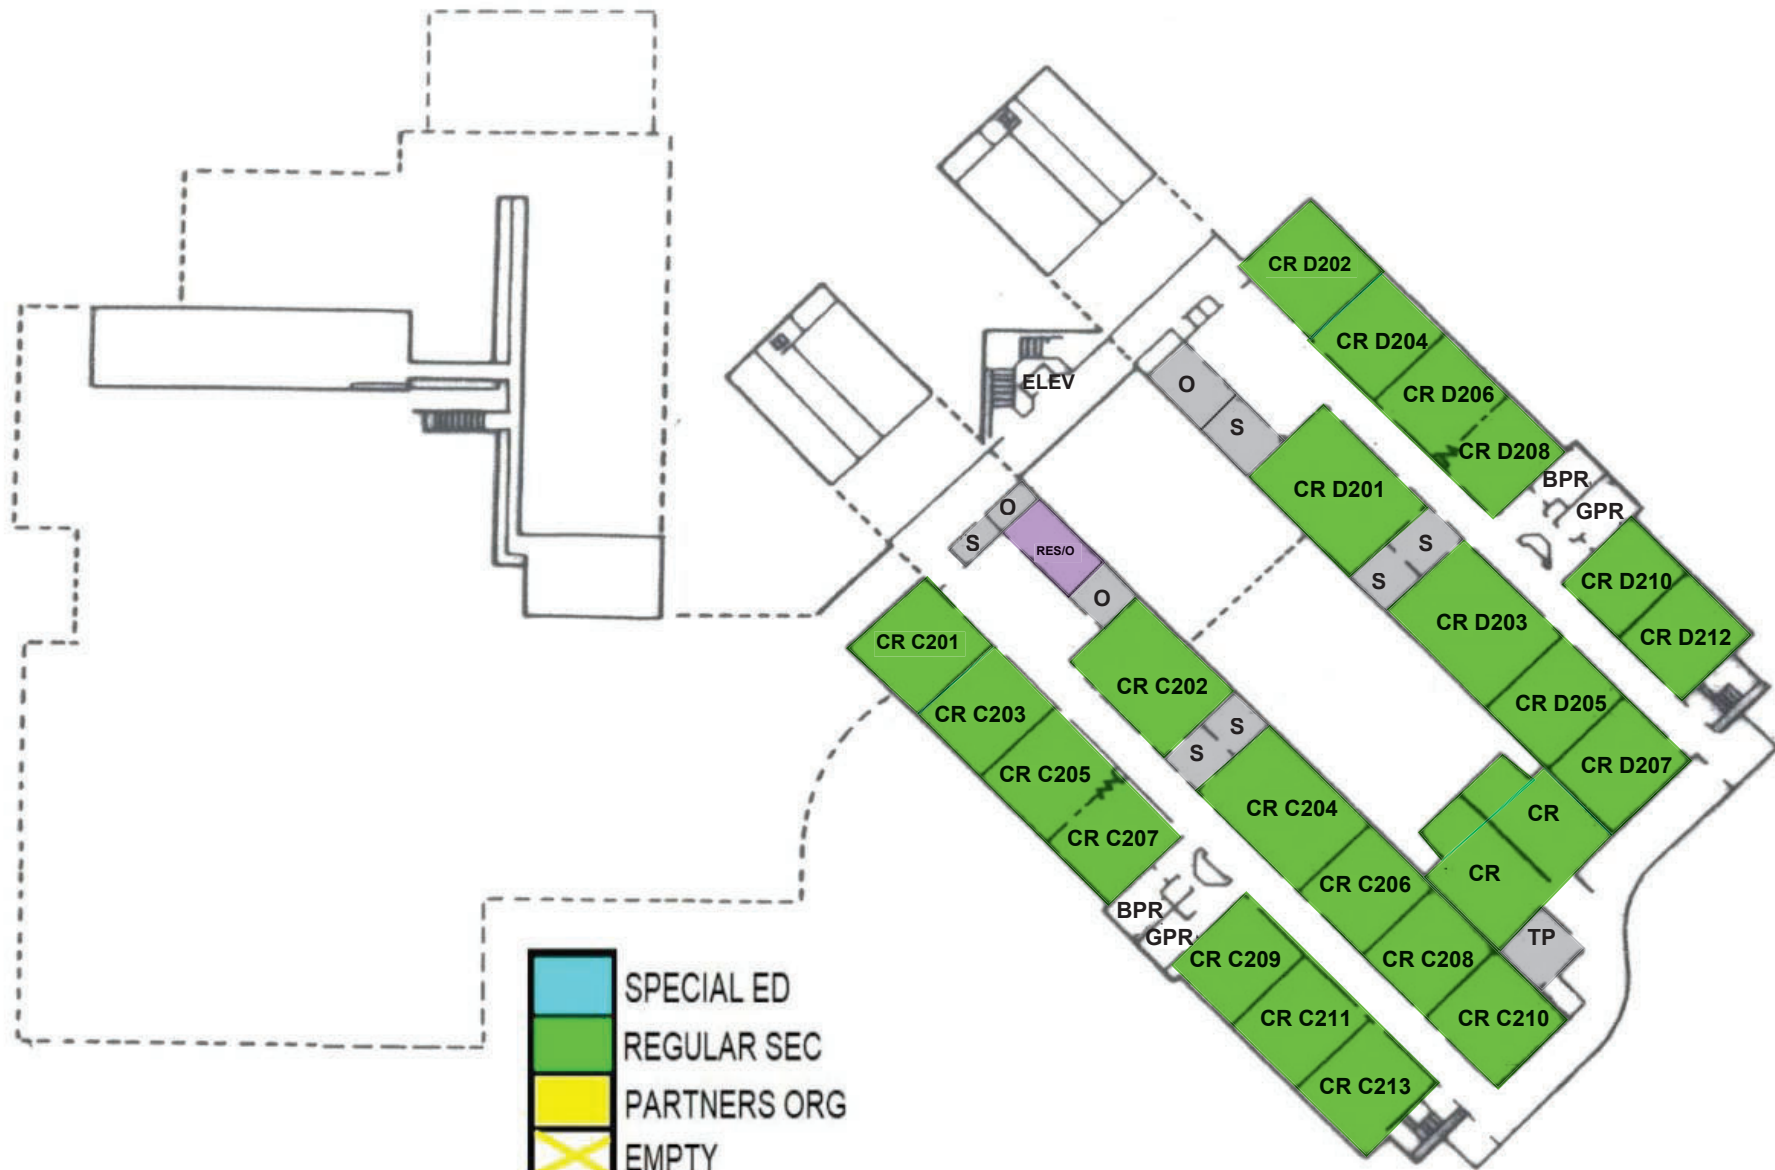 CR D202
CR D204
CR D206
CR D208
BPR
GPR
CR D210
CR D212
ELEV
O
S
CR D201
S
S
CR D203
CR D205
CR D207
CR
CR
TP
O
S
RES/O
O
CR C202
S
S
CR C204
CR C206
CR C208
CR C210
CR C201
CR C203
CR C205
CR C207
BPR
GPR
CR C209
CR C211
CR C213
SPECIAL ED
REGULAR SEC
PARTNERS ORG
EMPTY